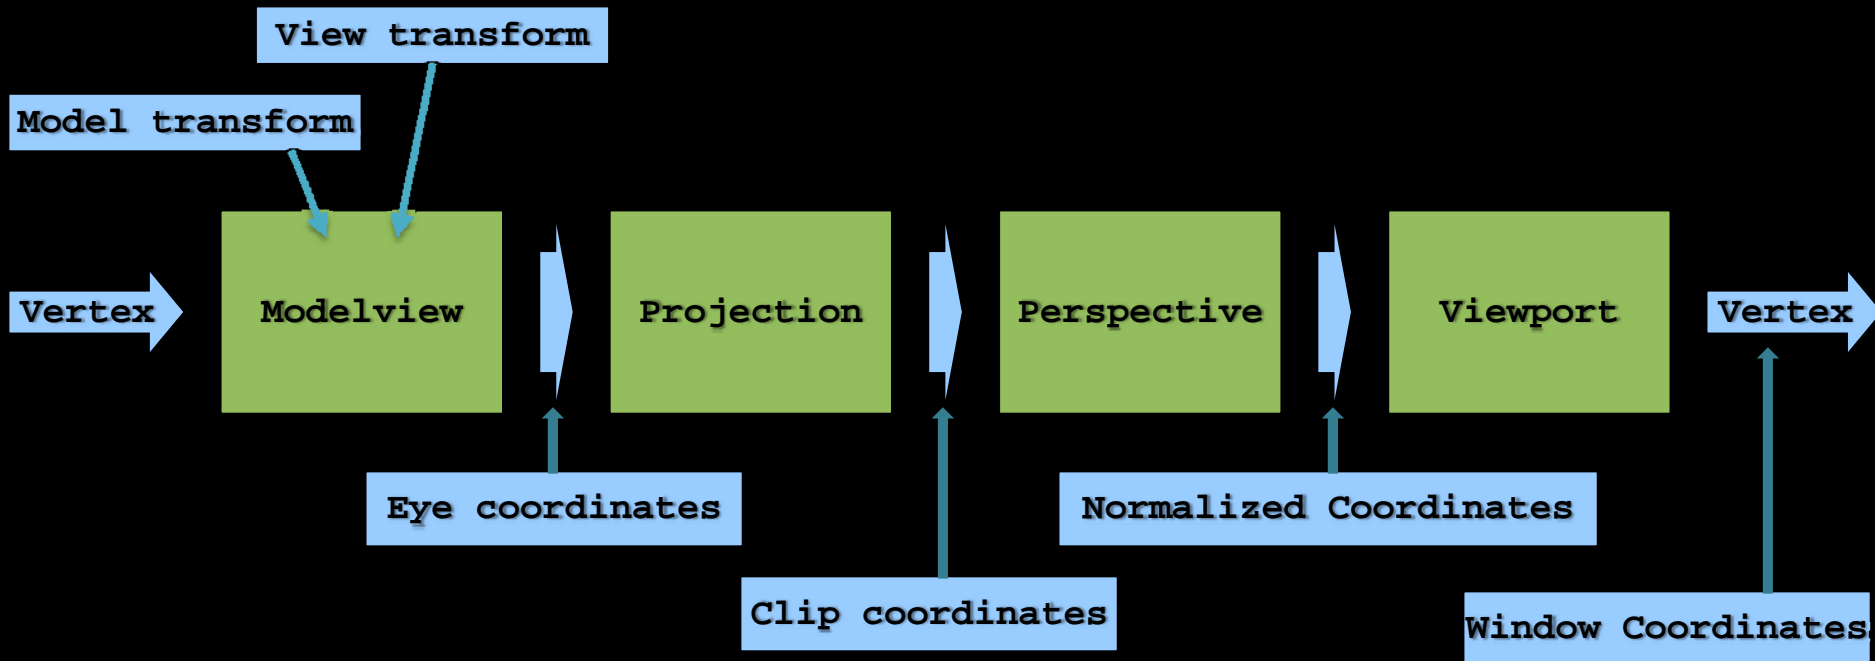 View transform
Model transform
Vertex
Modelview
Projection
Perspective
Viewport
Vertex
Eye coordinates
Normalized Coordinates
Clip coordinates
Window Coordinates